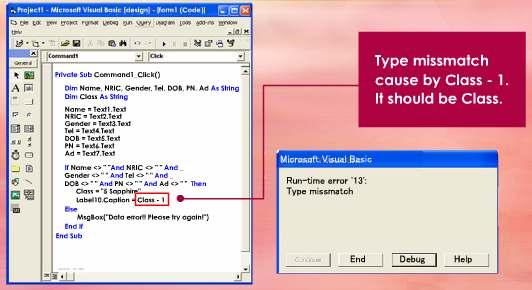 Project1 - Microsoft Visual Basic [design] - [form1 (Code)]
File Edit View Project Format Debug Run Query Diagram Tools Add-Ins Window
Help
General
Command1
Click
Private Sub Command1_Click()
Dim Name, NRIC, Gender, Tel, DOB, PN. Ad As String
Dim Class As String
Name = Text1.Text
NRIC = Text2.Text
Gender = Text3.Text
Tel = Text4.Text
DOB = Text5.Text
PN = Text6.Text
Ad = Text7.Text
If Name <> " "And NRIC <> " " And _
Gender <> " "And Tel <> " " And _
DOB <> " " And PN <> " " And Ad <> " " Then
Class = "5 Sapphire"
Label10.Caption = Class - 1
Else
MsgBox("Data error!! Please try again!")
End If
End Sub
Type missmatch
cause by Class - 1.
It should be Class.
Microsoft Visual Basic
Run-time error '13':
Type missmatch
Continue
End
Debug
Help